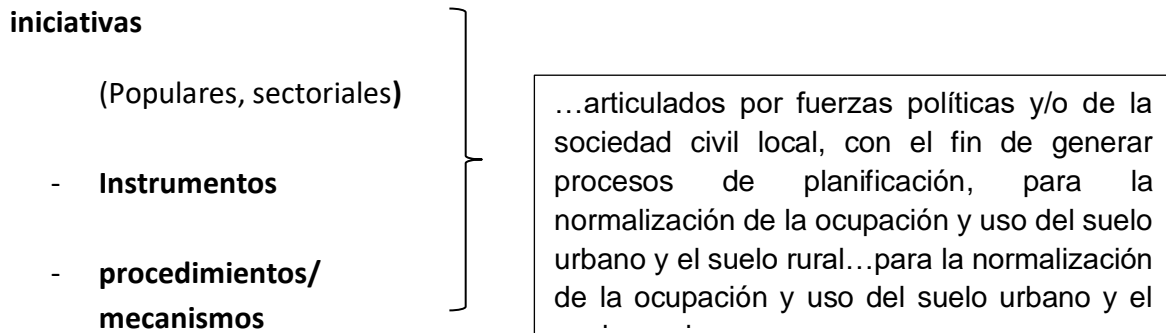 iniciativas
(Populares, sectoriales)
- Instrumentos
- procedimientos/
mecanismos
…articulados por fuerzas políticas y/o de la
sociedad civil local, con el fin de generar
procesos de planificación, para la
normalización de la ocupación y uso del suelo
urbano y el suelo rural…para la normalización
de la ocupación y uso del suelo urbano y el